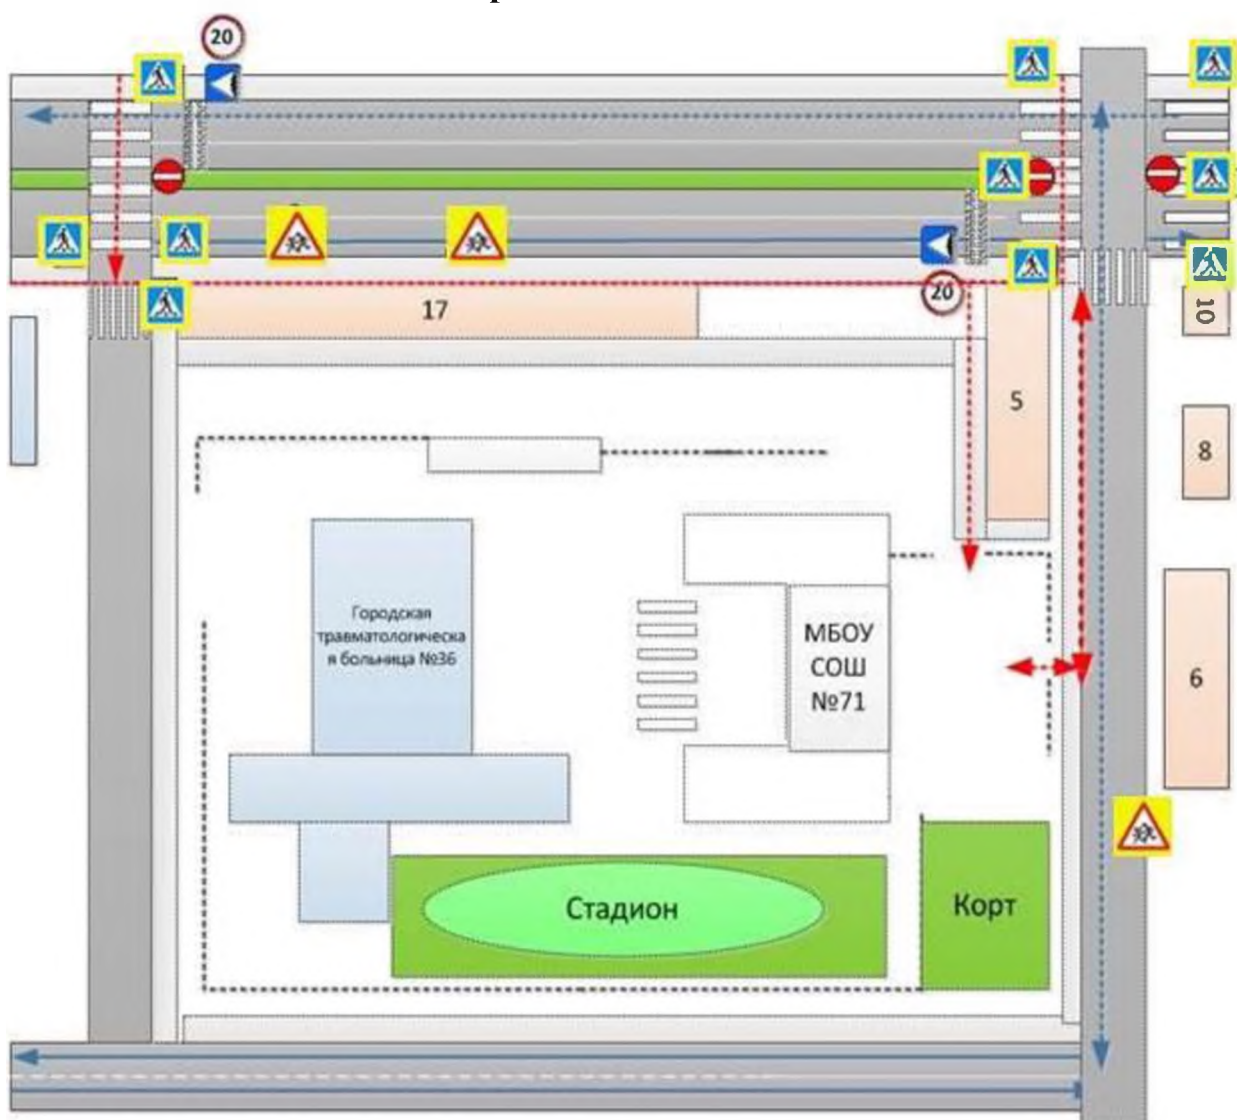 20
20
17
10
5
8
Городская
травматологическа
я больница №36
МБОУ
СОШ
№71
6
Стадион
Корт